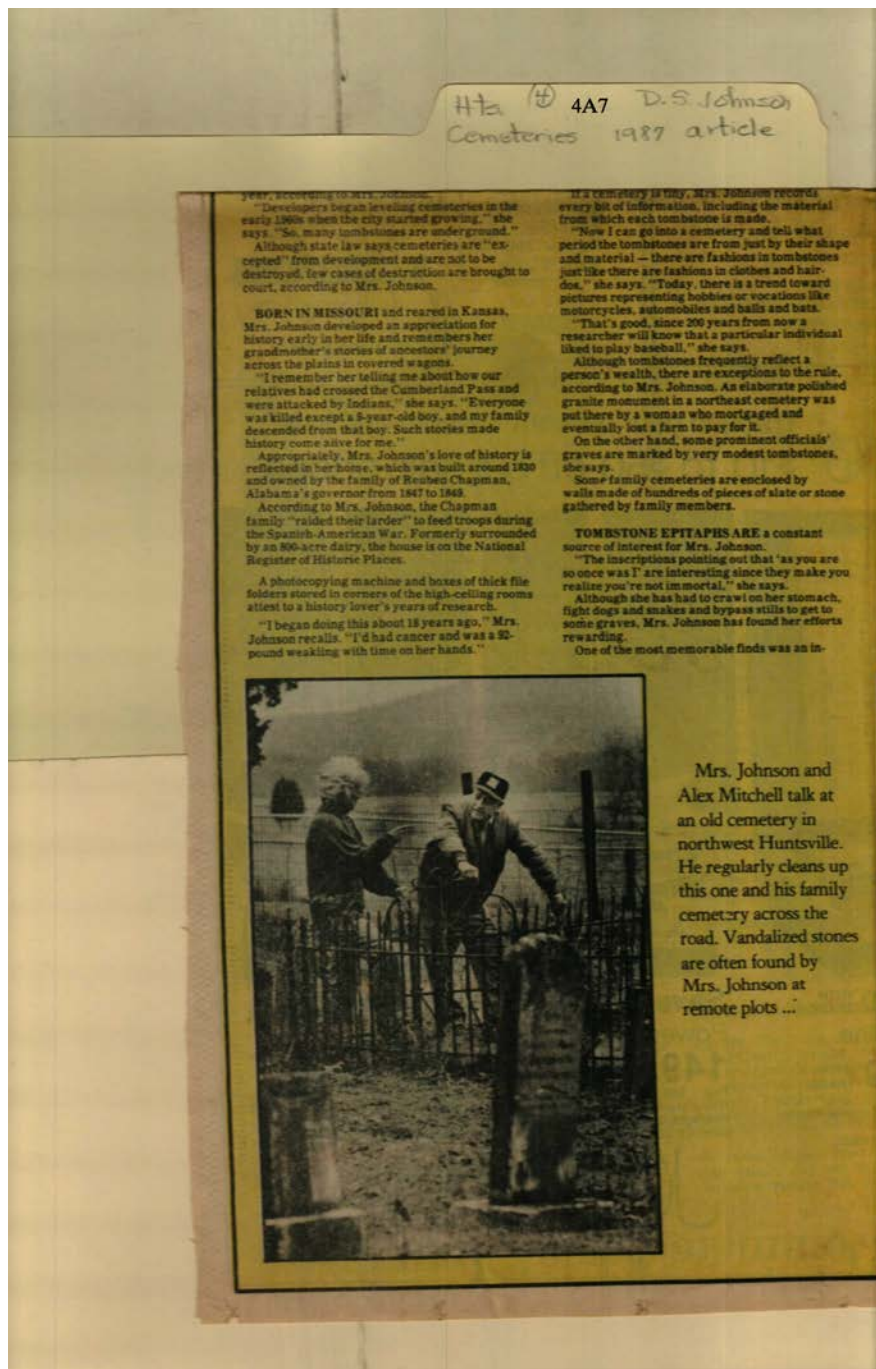 Hts (4) 4A7 D.S. Johnson
Cemeteries 1987 article
year, according to Mrs. Johnson.
"Developers began leveling cemeteries in the
early 1960s when the city started growing," she
says. "So, many tombstones are underground."
Although state law says cemeteries are "ex-
cepted" from development and are not to be
destroyed, few cases of destruction are brought to
court, according to Mrs. Johnson.
BORN IN MISSOURI and reared in Kansas,
Mrs. Johnson developed an appreciation for
history early in her life and remembers her
grandmother's stories of ancestors' journey
across the plains in covered wagons.
"I remember her telling me about how our
relatives had crossed the Cumberland Pass and
were attacked by Indians," she says. "Everyone
was killed except a 9-year-old boy, and my family
descended from that boy. Such stories made
history come alive for me."
Appropriately, Mrs. Johnson's love of history is
reflected in her home, which was built around 1820
and owned by the family of Reuben Chapman,
Alabama's governor from 1847 to 1849.
According to Mrs. Johnson, the Chapman
family "raided their larder" to feed troops during
the Spanish-American War. Formerly surrounded
by an 800-acre dairy, the house is on the National
Register of Historic Places.
A photocopying machine and boxes of thick file
folders stored in corners of the high-ceiling rooms
attest to a history lover's years of research.
"I began doing this about 18 years ago," Mrs.
Johnson recalls. "I'd had cancer and was a 92-
pound weakling with time on her hands."
If a cemetery is tiny, Mrs. Johnson records
every bit of information, including the material
from which each tombstone is made.
"Now I can go into a cemetery and tell what
period the tombstones are from just by their shape
and material — there are fashions in tombstones
just like there are fashions in clothes and hair-
dos," she says. "Today, there is a trend toward
pictures representing hobbies or vocations like
motorcycles, automobiles and balls and bats.
"That's good, since 200 years from now a
researcher will know that a particular individual
liked to play baseball," she says.
Although tombstones frequently reflect a
person's wealth, there are exceptions to the rule,
according to Mrs. Johnson. An elaborate polished
granite monument in a northeast cemetery was
put there by a woman who mortgaged and
eventually lost a farm to pay for it.
On the other hand, some prominent officials'
graves are marked by very modest tombstones,
she says.
Some family cemeteries are enclosed by
walls made of hundreds of pieces of slate or stone
gathered by family members.
TOMBSTONE EPITAPHS ARE a constant
source of interest for Mrs. Johnson.
"The inscriptions pointing out that 'as you are
so once was I' are interesting since they make you
realize you're not immortal," she says.
Although she has had to crawl on her stomach,
fight dogs and snakes and bypass stills to get to
some graves, Mrs. Johnson has found her efforts
rewarding.
One of the most memorable finds was an in-
Mrs. Johnson and
Alex Mitchell talk at
an old cemetery in
northwest Huntsville.
He regularly cleans up
this one and his family
cemetery across the
road. Vandalized stones
are often found by
Mrs. Johnson at
remote plots ...